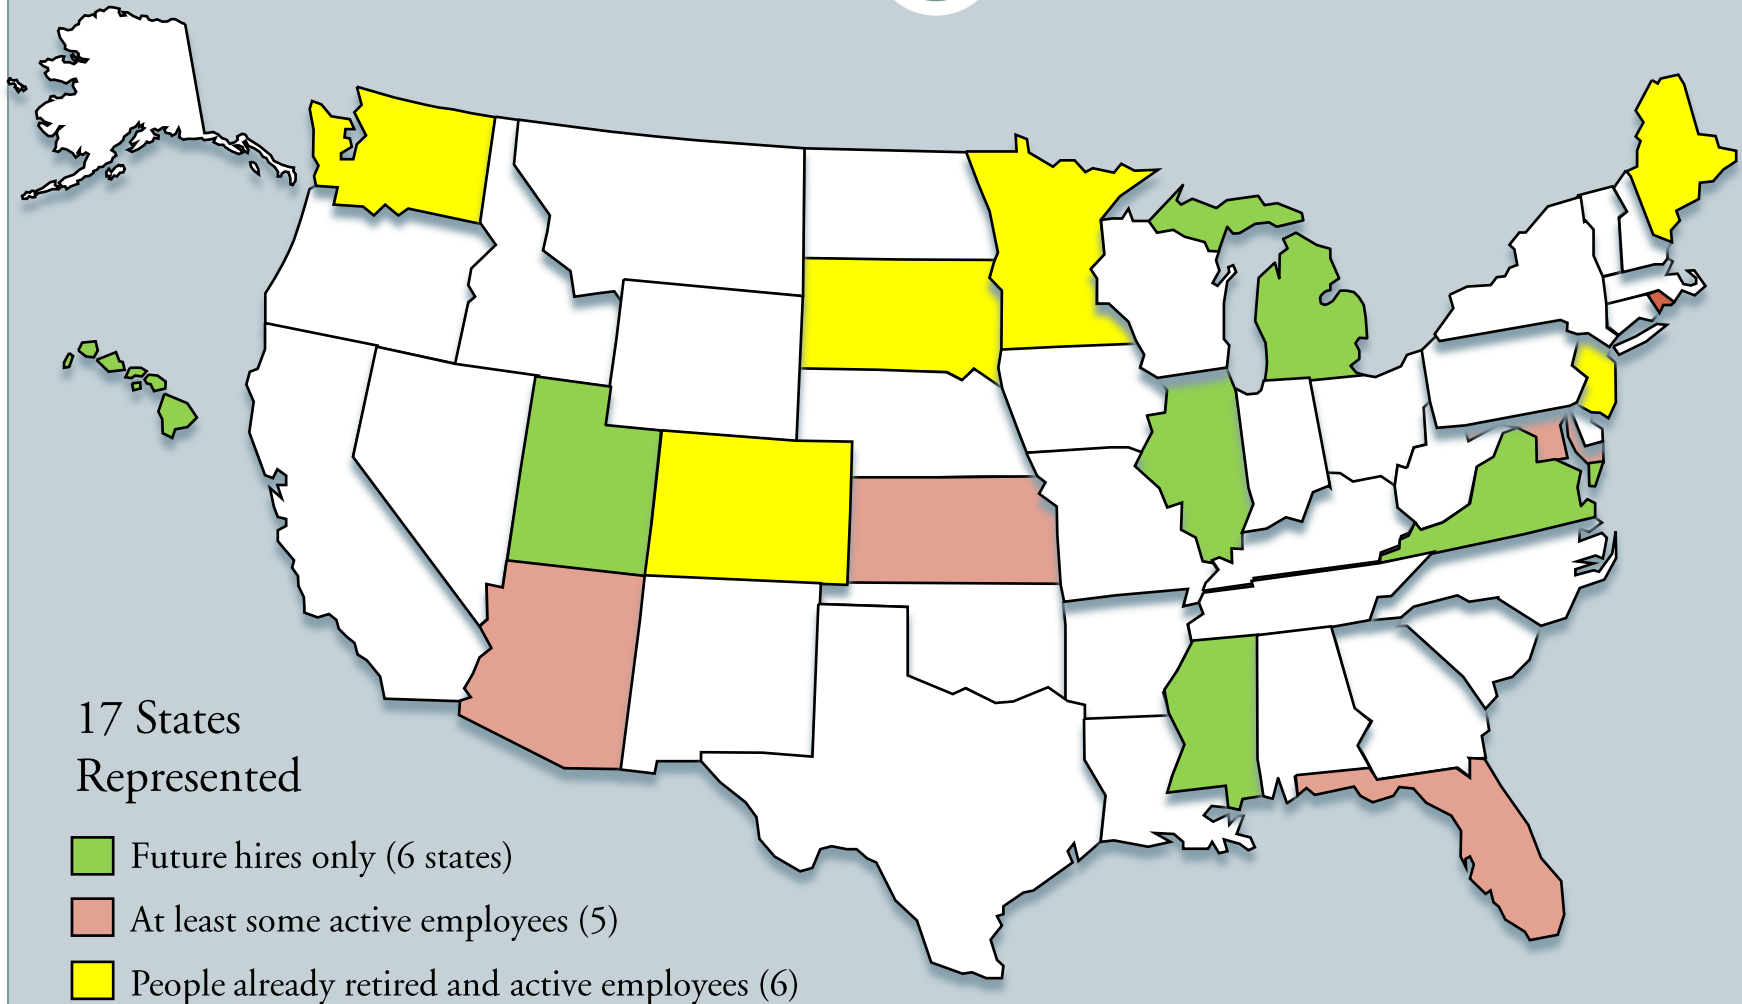 17 States
Represented
Future hires only (6 states)
At least some active employees (5)
People already retired and active employees (6)